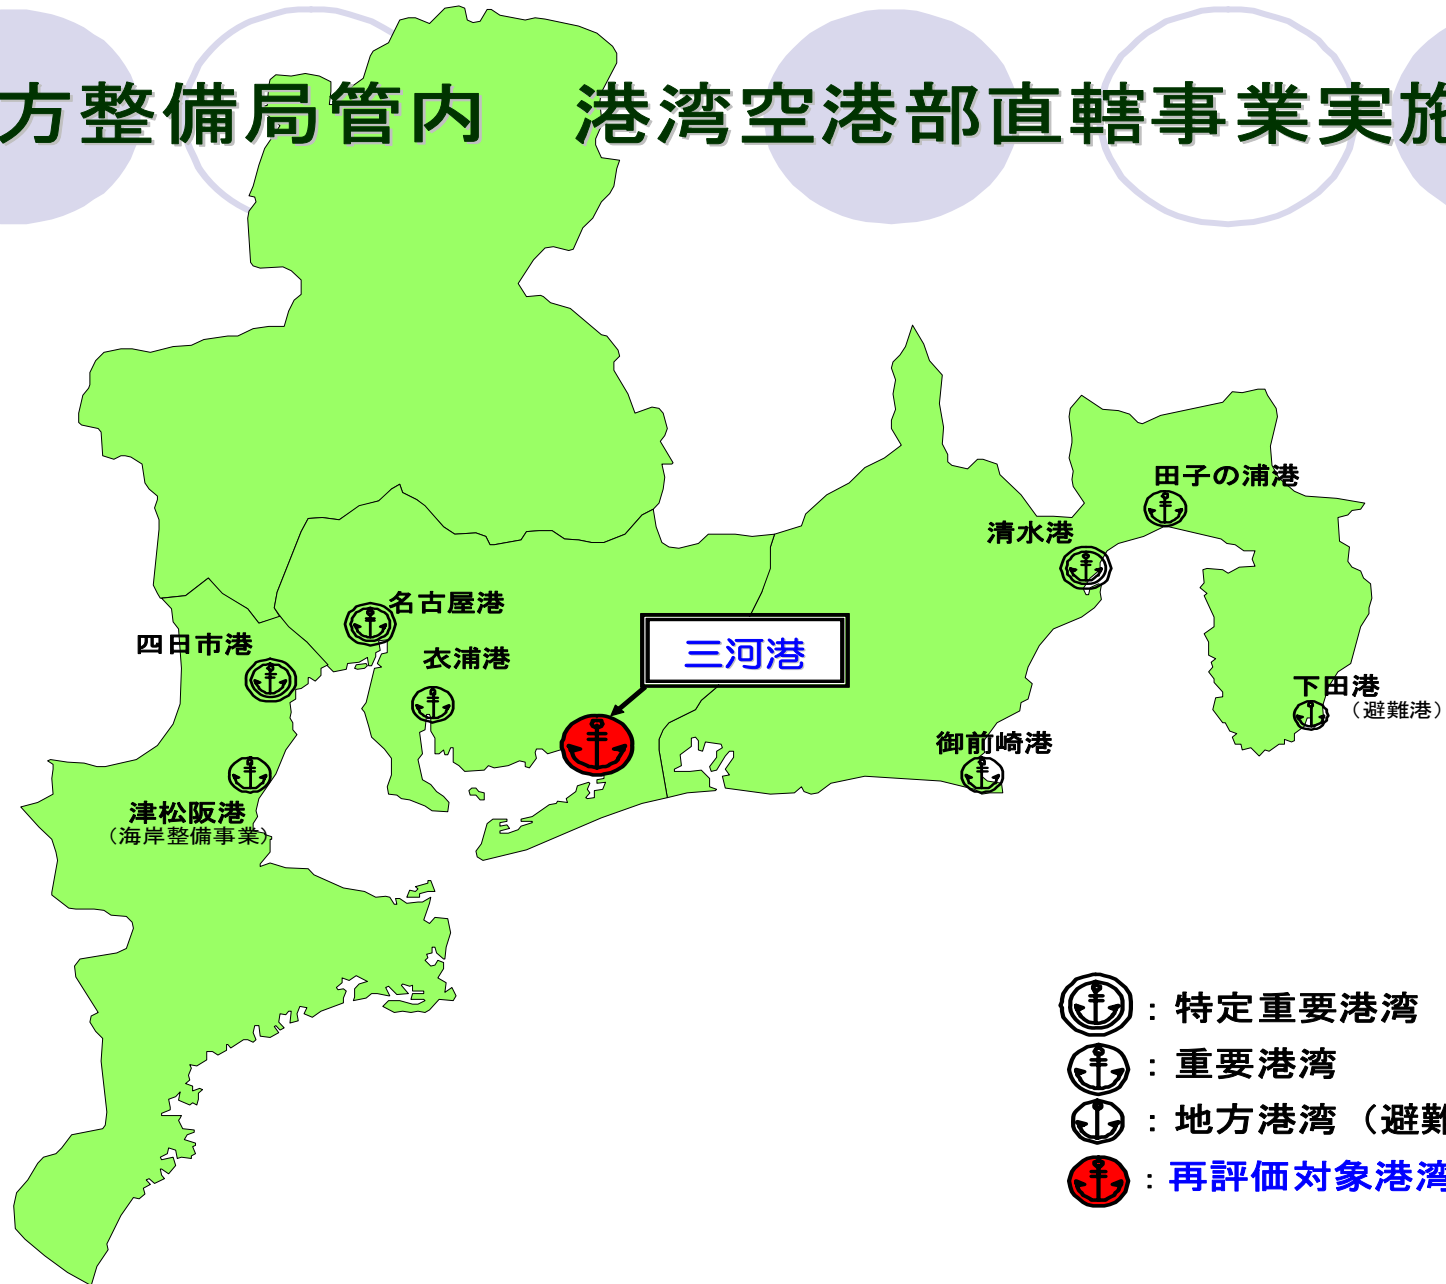 方整備局管内　港湾空港部直轄事業実施
田子の浦港
清水港
名古屋港
四日市港
衣浦港
三河港
下田港
（避難港）
御前崎港
津松阪港
（海岸整備事業）
：特定重要港湾
：重要港湾
：地方港湾（避難
：再評価対象港湾